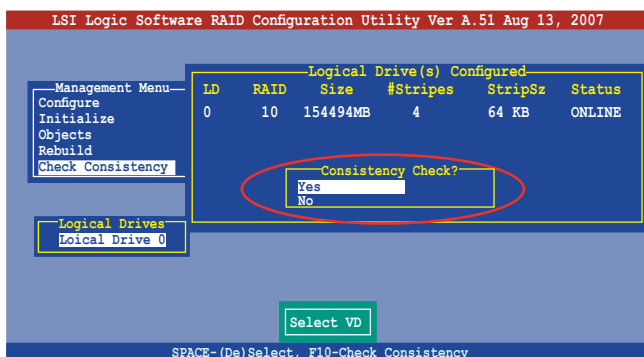 LSI Logic Software RAID Configuration Utility Ver A.51 Aug 13, 2007
Logical Drive(s) Configured
LD RAID Size #Stripes StripSz Status
0 10 154494MB 4 64 KB ONLINE
Management Menu
Configure
Initialize
Objects
Rebuild
Check Consistency
Consistency Check?
Yes
No
Logical Drives
Loical Drive 0
Select VD
SPACE-(De)Select, F10-Check Consistency